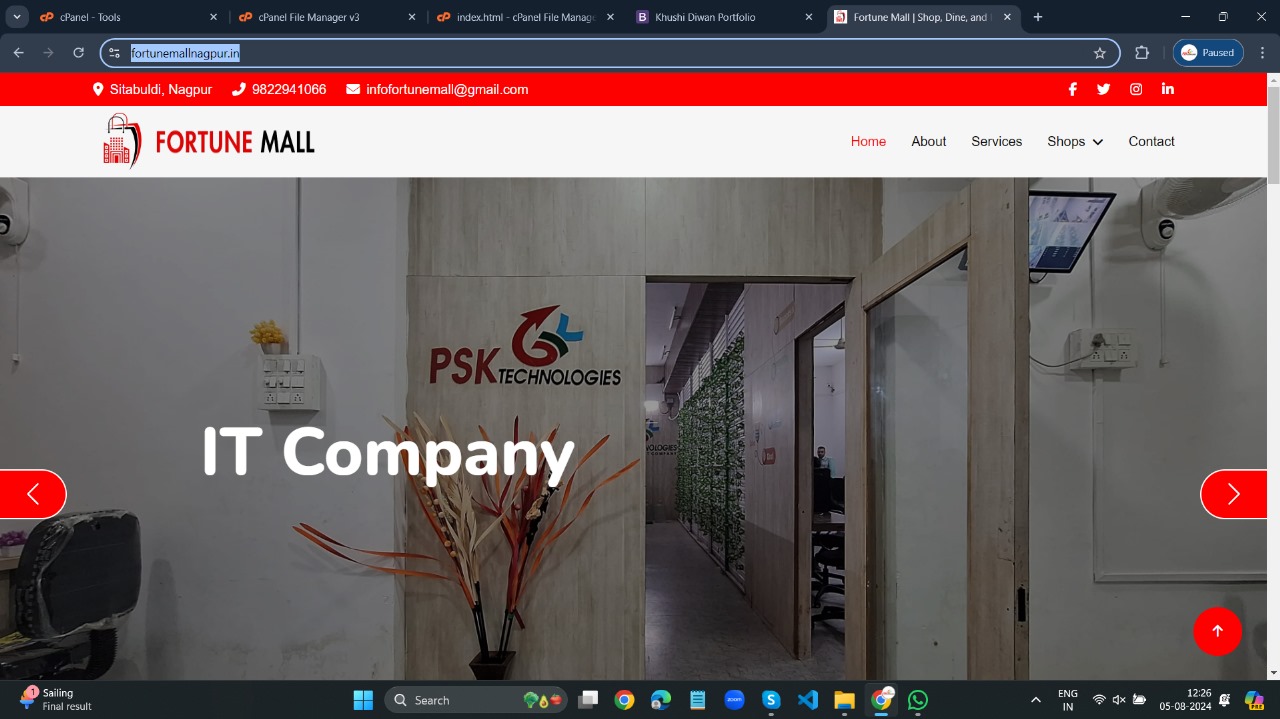 cPanel - Tools
cPanel File Manager v3
index.html - cPanel File Manage
Khushi Diwan Portfolio
Fortune Mall | Shop, Dine, and
fortunemallnagpur.in
Paused
Sitabuldi, Nagpur
9822941066
infofortunemall@gmail.com
FORTUNE MALL
Home
About
Services
Shops
Contact
PSK TECHNOLOGIES
IT Company
1
Sailing
Final result
Search
zoom
ENG
IN
12:26
05-08-2024
PRE